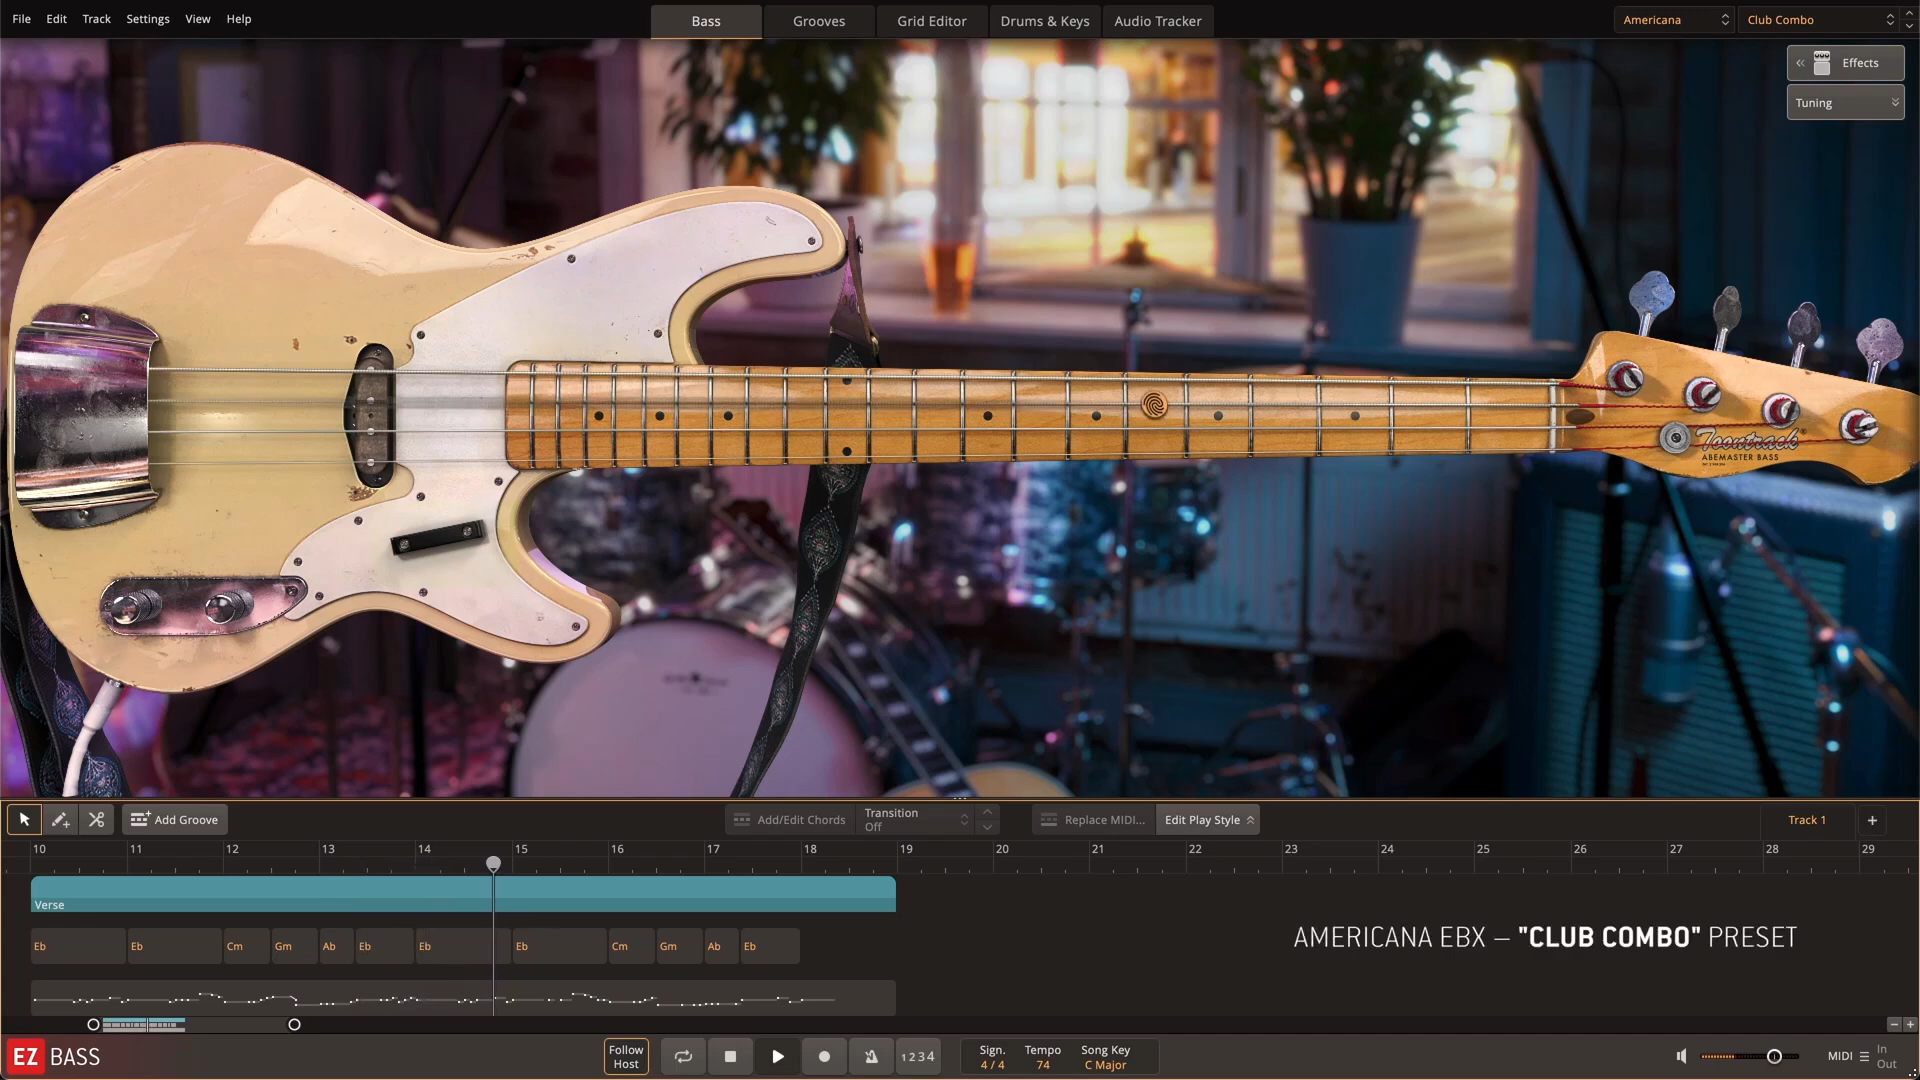 File Edit Track Settings View Help
Bass Grooves Grid Editor Drums & Keys Audio Tracker
Americana Club Combo
Effects
Tuning
Toontrack
ABEMASTER BASS
Add Groove
Add/Edit Chords
Transition
Off
Replace MIDI...
Edit Play Style
Track 1
+
10 11 12 13 14 15 16 17 18 19 20 21 22 23 24 25 26 27 28 29
Verse
Eb Eb Cm Gm Ab Eb Eb Eb Cm Gm Ab Eb
AMERICANA EBX – "CLUB COMBO" PRESET
EZ BASS
Follow
Host
1234
Sign. Tempo Song Key
4 / 4 74 C Major
MIDI
In
Out